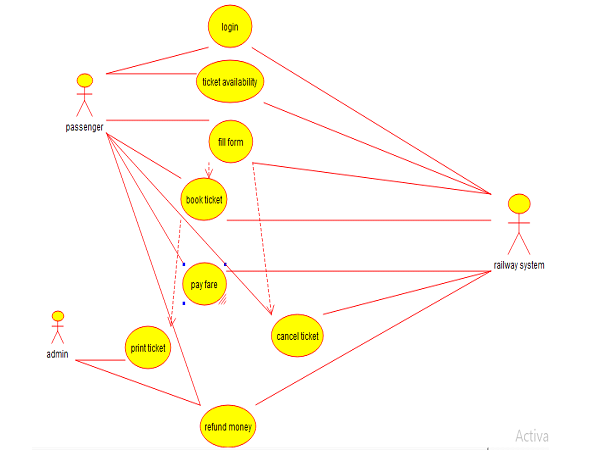 login
ticket availability
passenger
fill form
book ticket
railway system
pay fare
admin
print ticket
cancel ticket
refund money
Activa